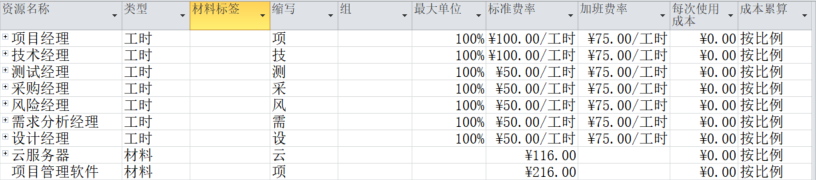 资源名称 类型 材料标签 缩写 组 最大单位 标准费率 加班费率 每次使用成本 成本累算
项目经理 工时 项 100% ¥100.00/工时 ¥75.00/工时 ¥0.00 按比例
技术经理 工时 技 100% ¥100.00/工时 ¥75.00/工时 ¥0.00 按比例
测试经理 工时 测 100% ¥50.00/工时 ¥75.00/工时 ¥0.00 按比例
采购经理 工时 采 100% ¥50.00/工时 ¥75.00/工时 ¥0.00 按比例
风险经理 工时 风 100% ¥50.00/工时 ¥75.00/工时 ¥0.00 按比例
需求分析经理 工时 需 100% ¥50.00/工时 ¥75.00/工时 ¥0.00 按比例
设计经理 工时 设 100% ¥50.00/工时 ¥75.00/工时 ¥0.00 按比例
云服务器 材料 云 ¥116.00 ¥0.00 按比例
项目管理软件 材料 项 ¥216.00 ¥0.00 按比例